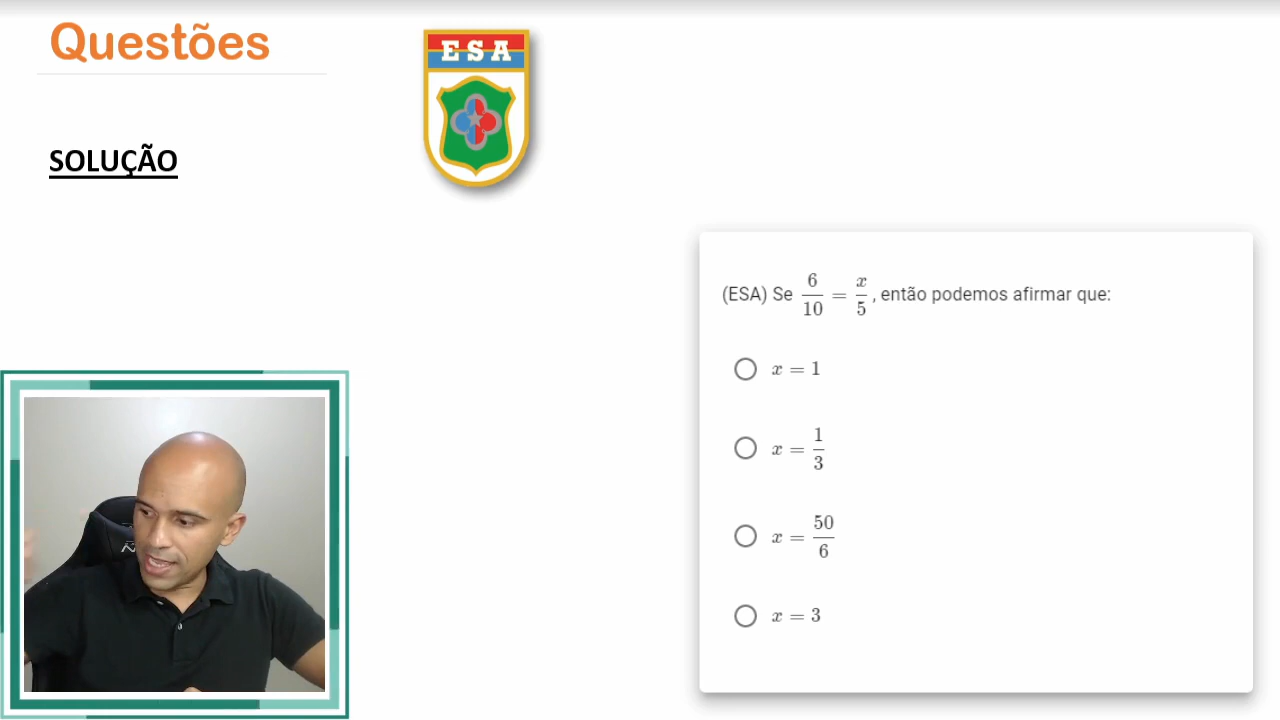 Questões
ESA
SOLUÇÃO
(ESA) Se 6/10 = x/5, então podemos afirmar que:
x = 1
x = 1/3
x = 50/6
x = 3